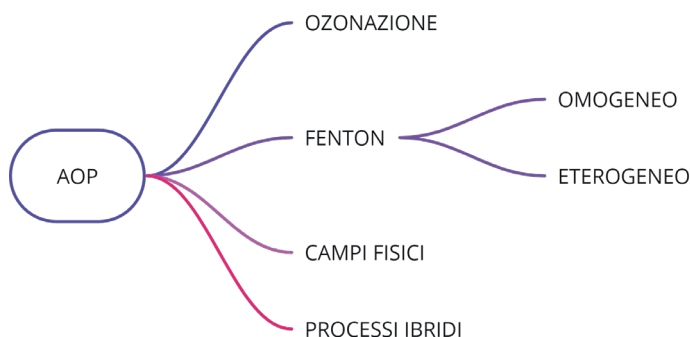 AOP
OZONAZIONE
FENTON
OMOGENEO
ETEROGENEO
CAMPI FISICI
PROCESSI IBRIDI